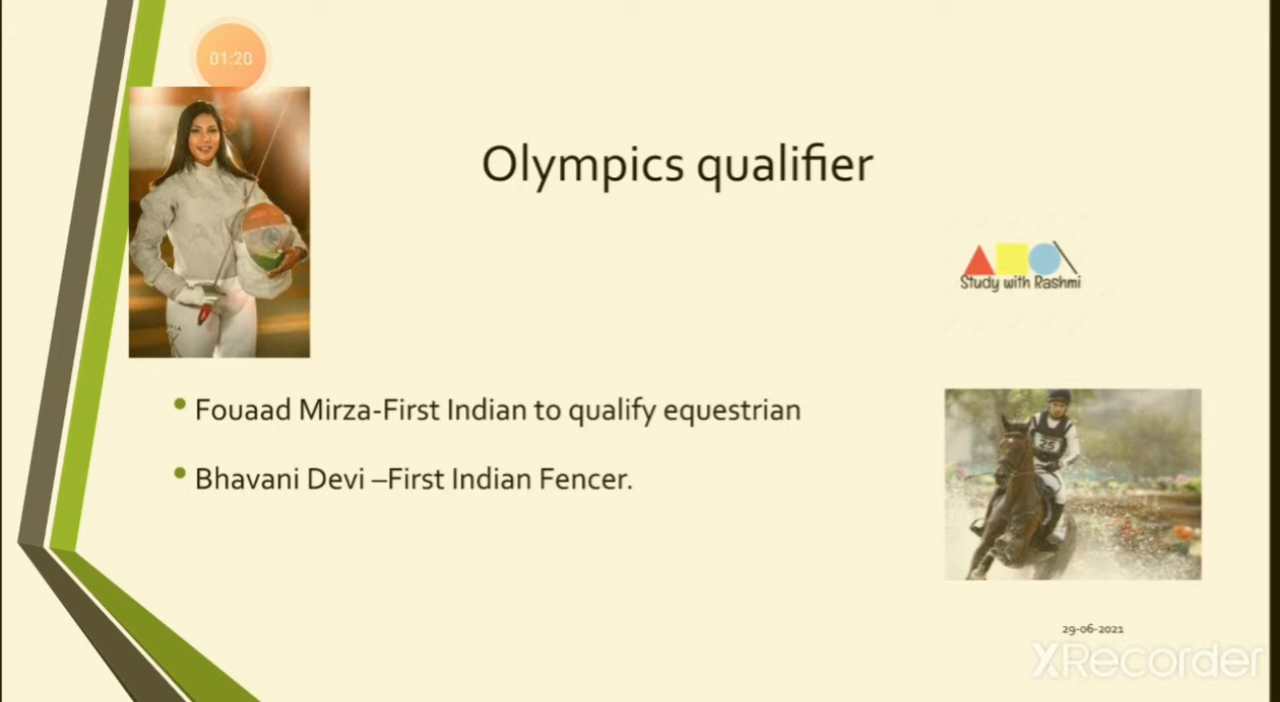 01:20
Olympics qualifier
Study with Rashmi
Fouaad Mirza-First Indian to qualify equestrian
Bhavani Devi –First Indian Fencer.
25
29-06-2021
XRecorder